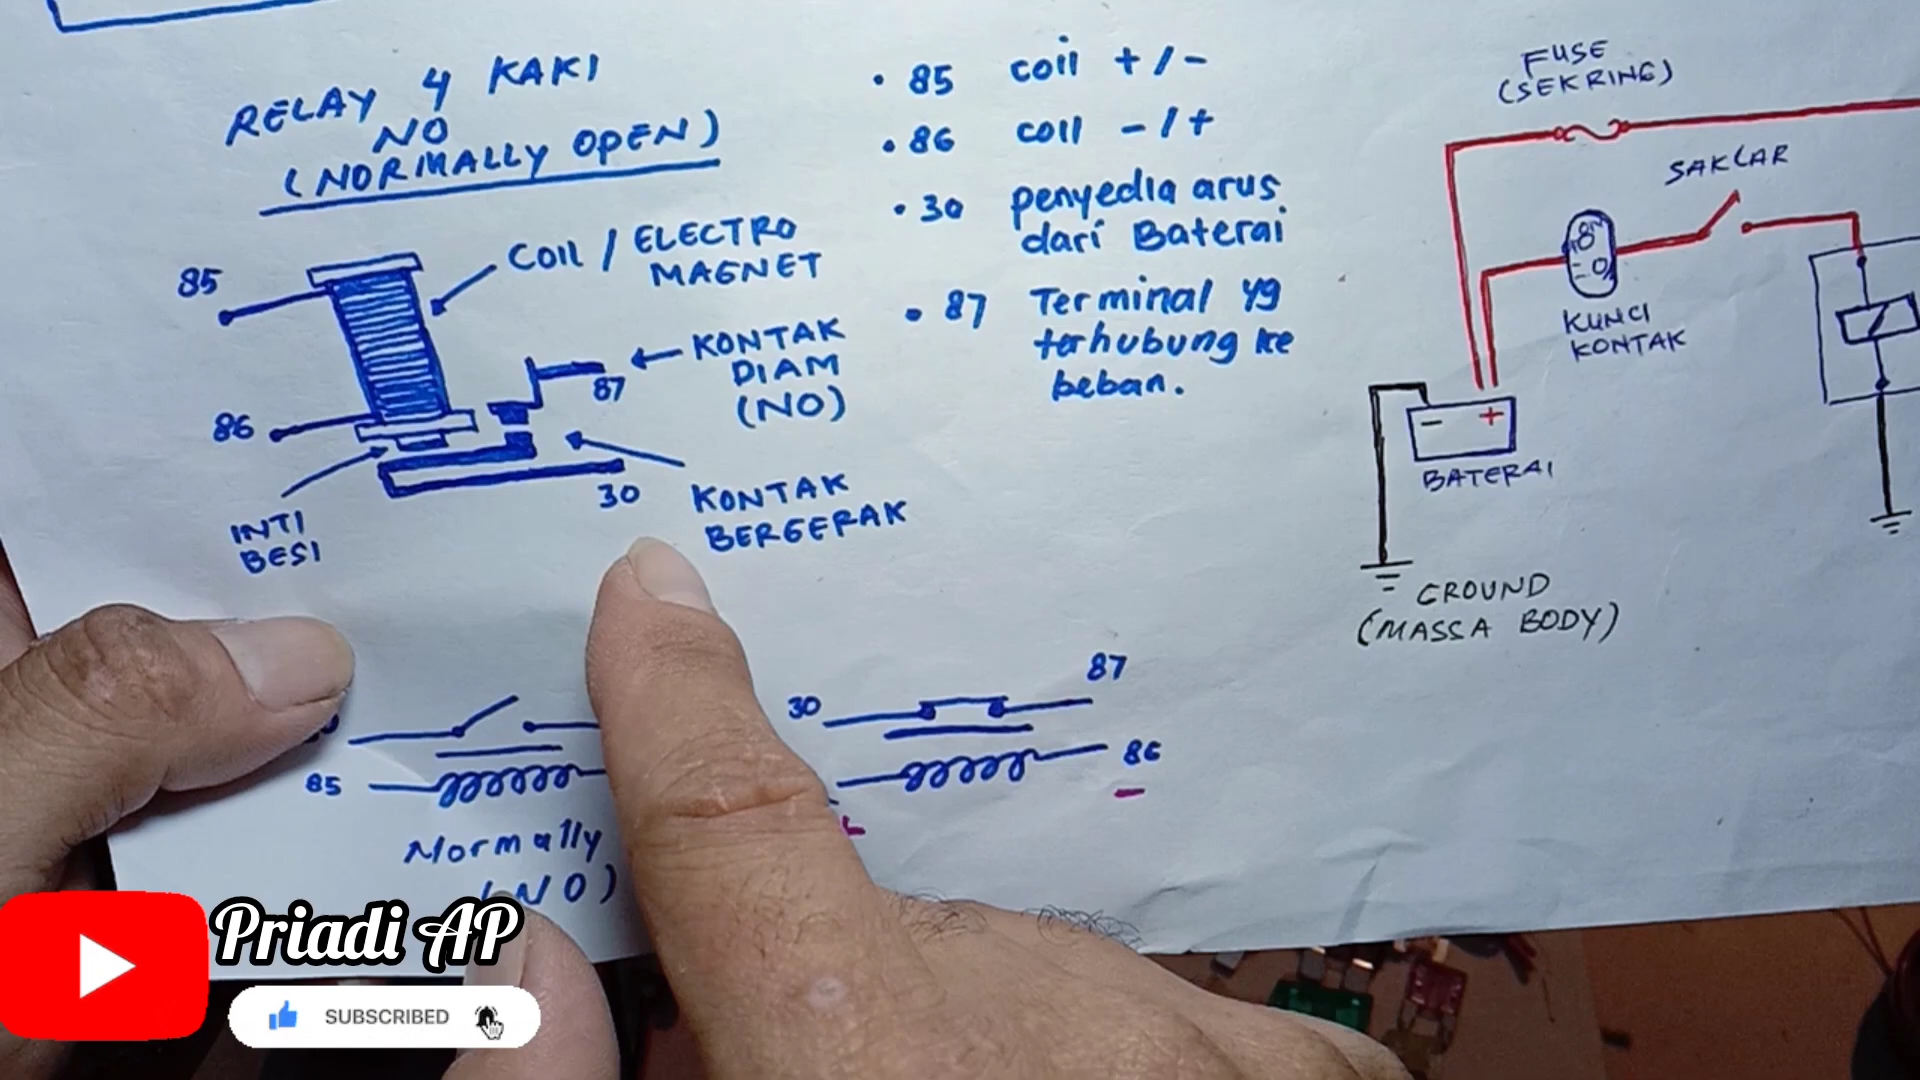 RELAY 4 KAKI
NO
(NORMALLY OPEN)
85
COIL / ELECTRO
MAGNET
KONTAK
DIAM
(NO)
87
86
30
KONTAK
BERGERAK
INTI
BESI
• 85 coil + / -
• 86 coil - / +
• 30 penyedia arus
dari Baterai
• 87 Terminal yg
terhubung ke
beban.
FUSE
(SEKRING)
SAKLAR
KUNCI
KONTAK
- +
BATERAI
GROUND
(MASSA BODY)
85
Normally
(NO)
30
87
86
-
Priadi AP
SUBSCRIBED